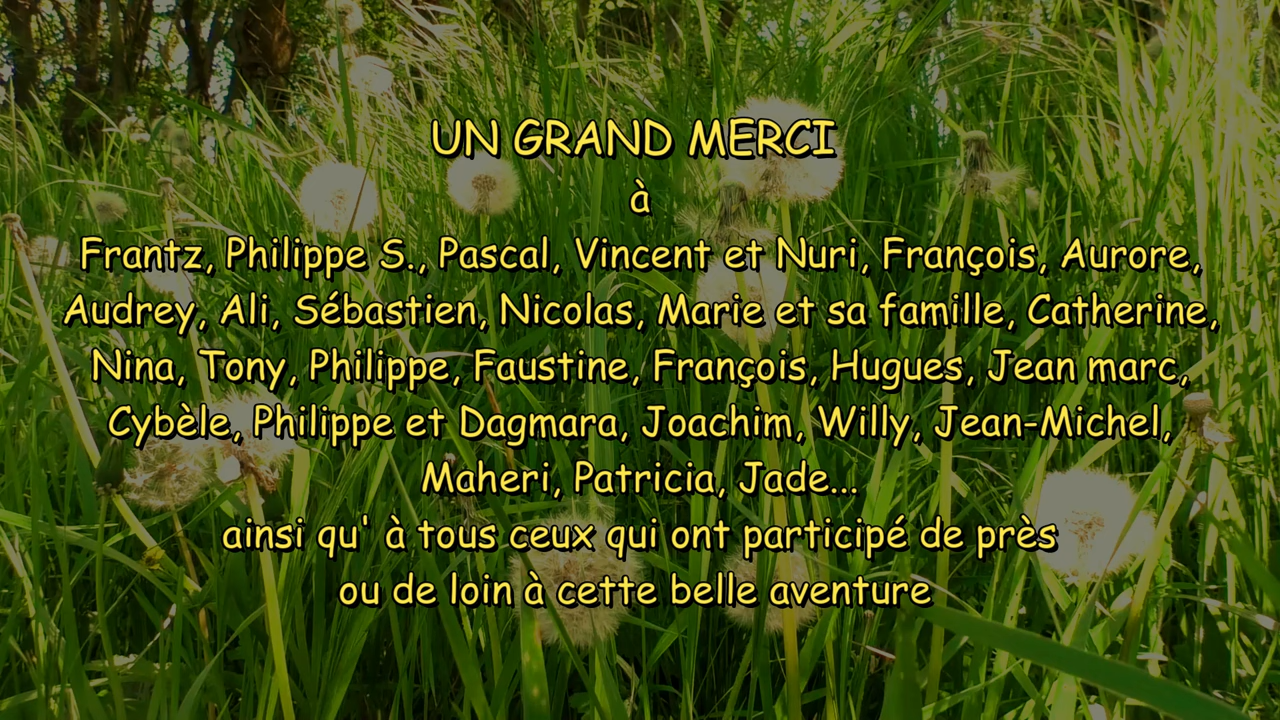 UN GRAND MERCI
à
Frantz, Philippe S., Pascal, Vincent et Nuri, François, Aurore,
Audrey, Ali, Sébastien, Nicolas, Marie et sa famille, Catherine,
Nina, Tony, Philippe, Faustine, François, Hugues, Jean marc,
Cybèle, Philippe et Dagmara, Joachim, Willy, Jean-Michel,
Maheri, Patricia, Jade...
ainsi qu' à tous ceux qui ont participé de près
ou de loin à cette belle aventure